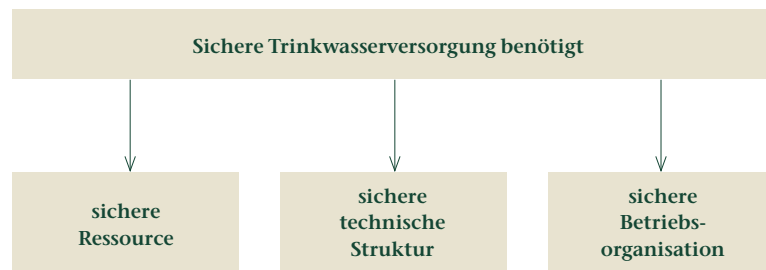 Sichere Trinkwasserversorgung benötigt
sichere
Ressource
sichere
technische
Struktur
sichere
Betriebs-
organisation